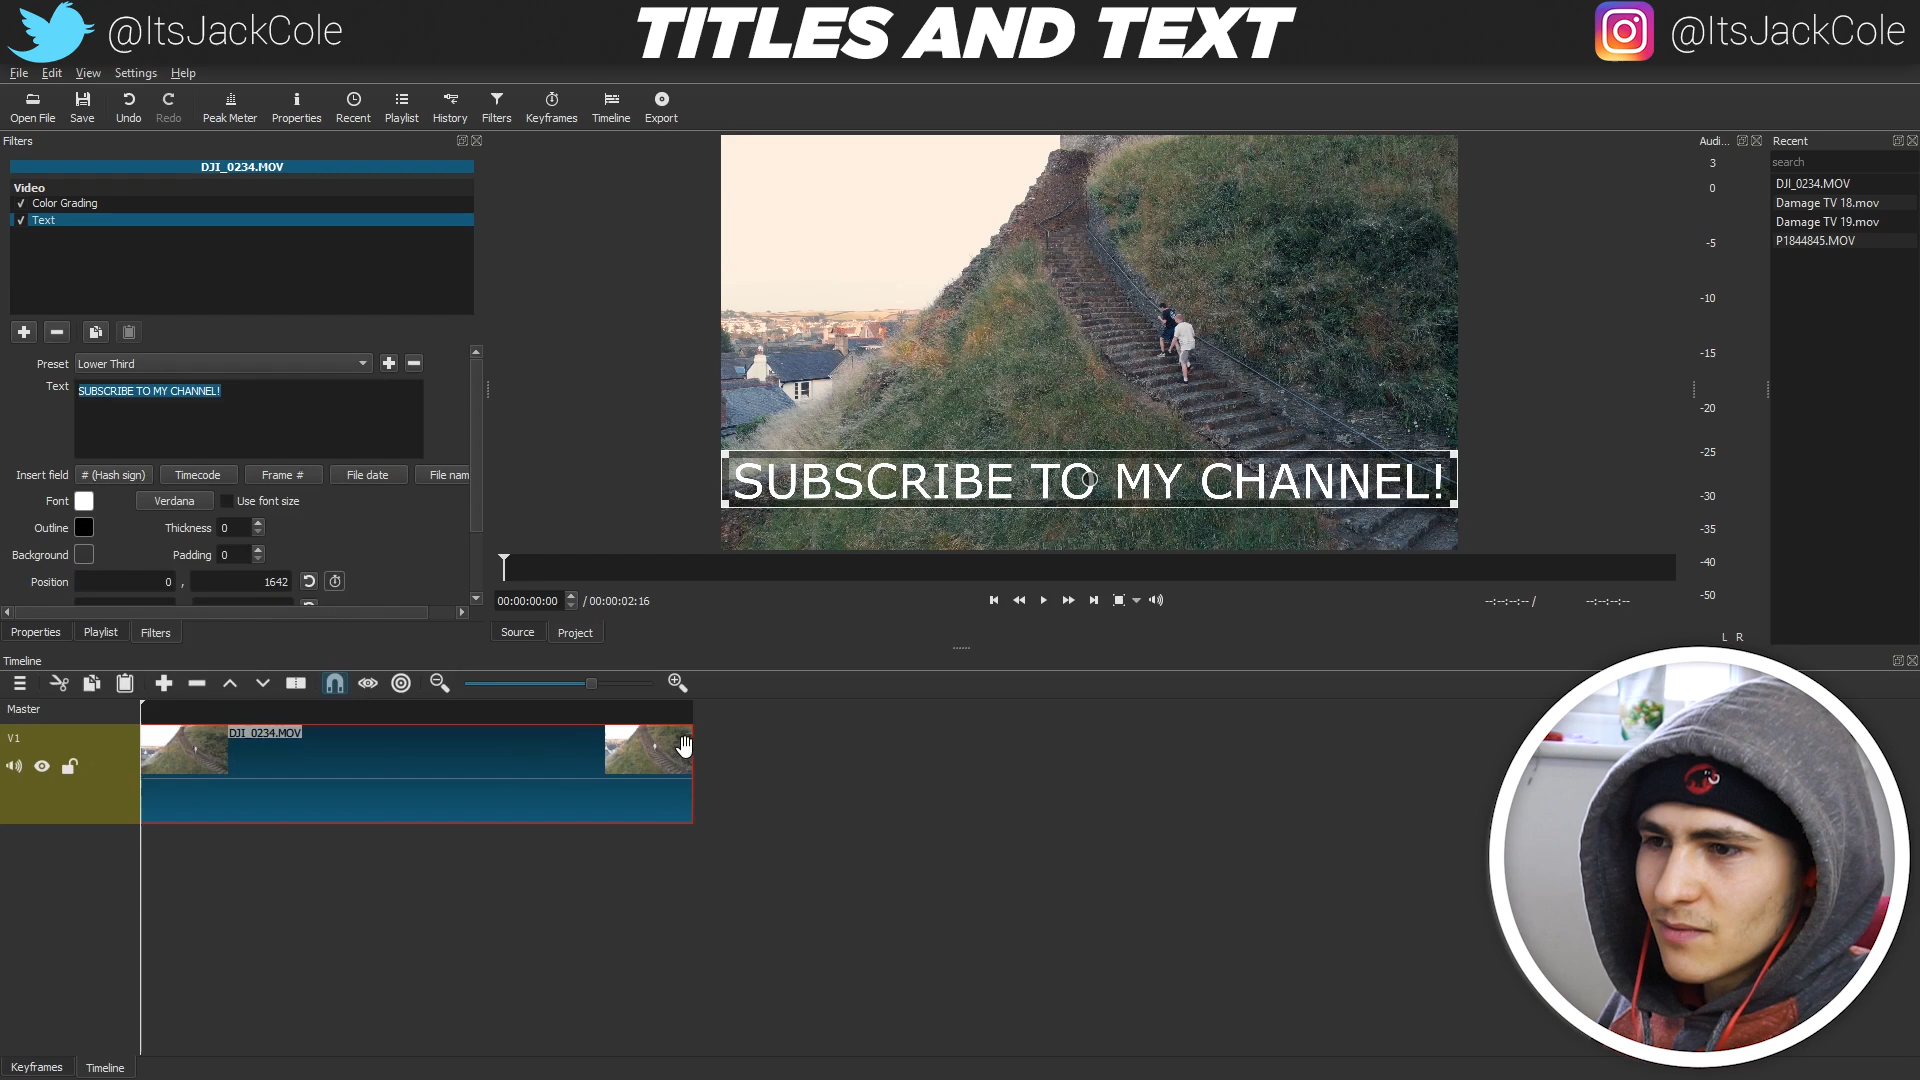 @ItsJackCole
TITLES AND TEXT
@ItsJackCole
File Edit View Settings Help
Open File Save Undo Redo Peak Meter Properties Recent Playlist History Filters Keyframes Timeline Export
Filters
DJI_0234.MOV
Video
Color Grading
Text
Preset Lower Third
Text SUBSCRIBE TO MY CHANNEL!
Insert field # (Hash sign) Timecode Frame # File date File nam
Font Verdana Use font size
Outline Thickness 0
Background Padding 0
Position 0 , 1642
Properties Playlist Filters
SUBSCRIBE TO MY CHANNEL!
00:00:00:00 / 00:00:02:16
--:--:--:-- / --:--:--:--
Source Project
Audi...
3
0
-5
-10
-15
-20
-25
-30
-35
-40
-50
L R
Recent
search
DJI_0234.MOV
Damage TV 18.mov
Damage TV 19.mov
P1844845.MOV
Timeline
Master
V1
DJI_0234.MOV
Keyframes Timeline